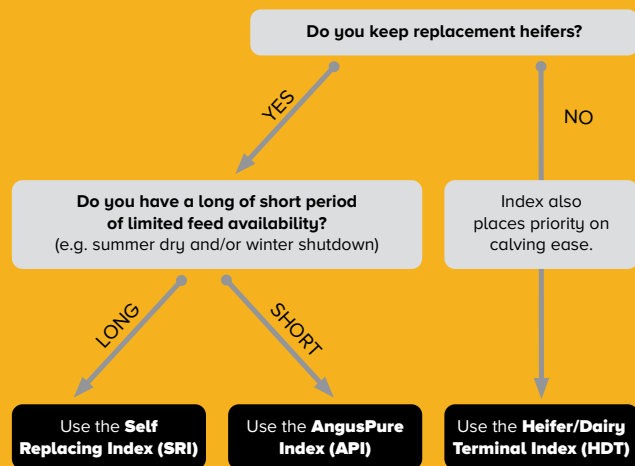 Do you keep replacement heifers?
YES
NO
Do you have a long of short period
of limited feed availability?
(e.g. summer dry and/or winter shutdown)
Index also
places priority on
calving ease.
LONG
SHORT
Use the Self
Replacing Index (SRI)
Use the AngusPure
Index (API)
Use the Heifer/Dairy
Terminal Index (HDT)